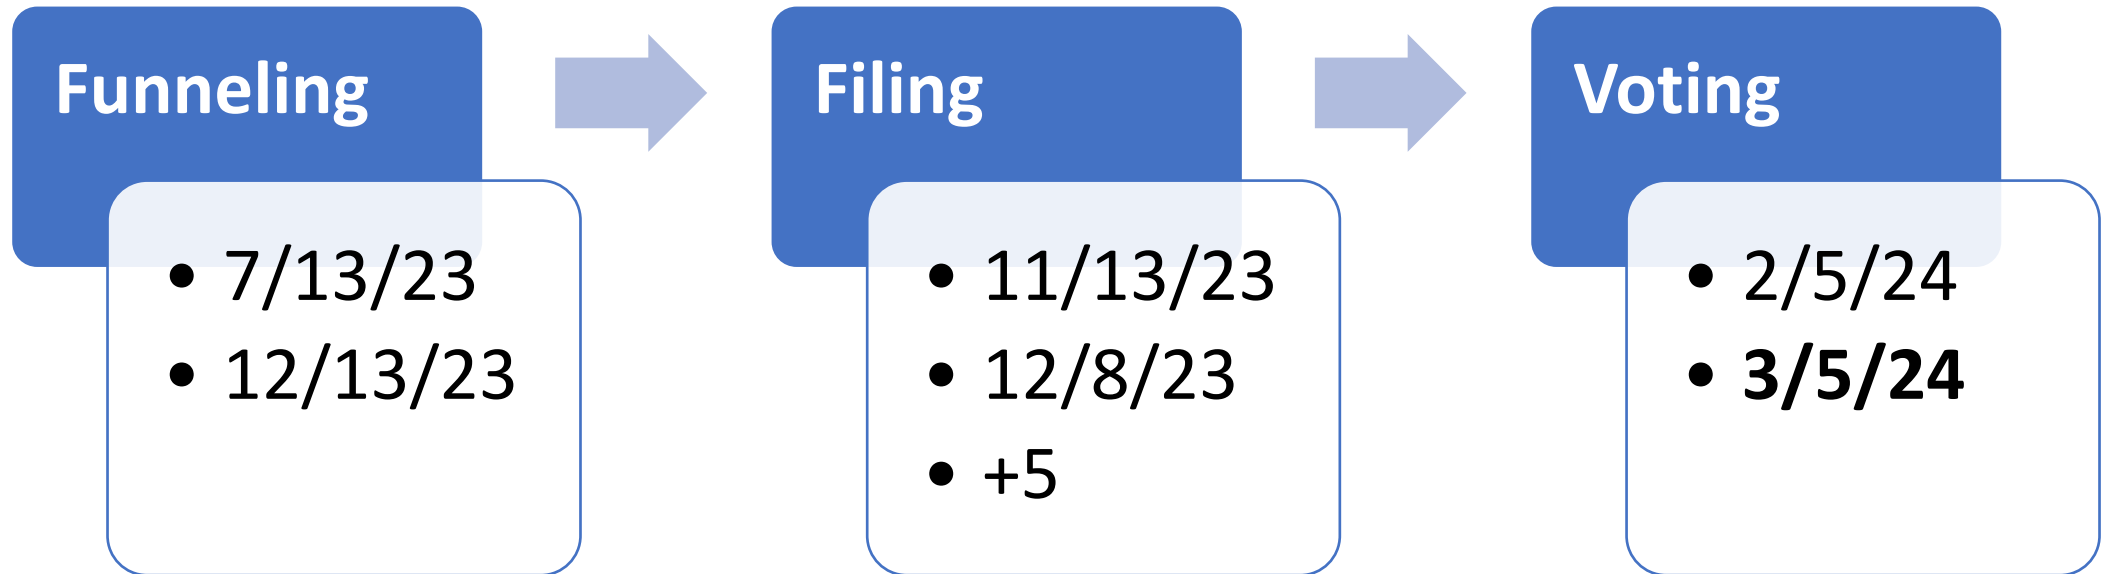 Funneling
• 7/13/23
• 12/13/23
Filing
• 11/13/23
• 12/8/23
• +5
Voting
• 2/5/24
• 3/5/24